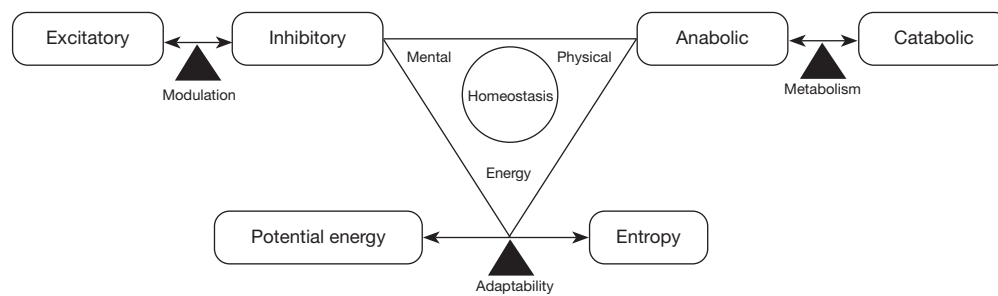 Excitatory
Inhibitory
Anabolic
Catabolic
Mental
Physical
Modulation
Homeostasis
Metabolism
Energy
Potential energy
Entropy
Adaptability